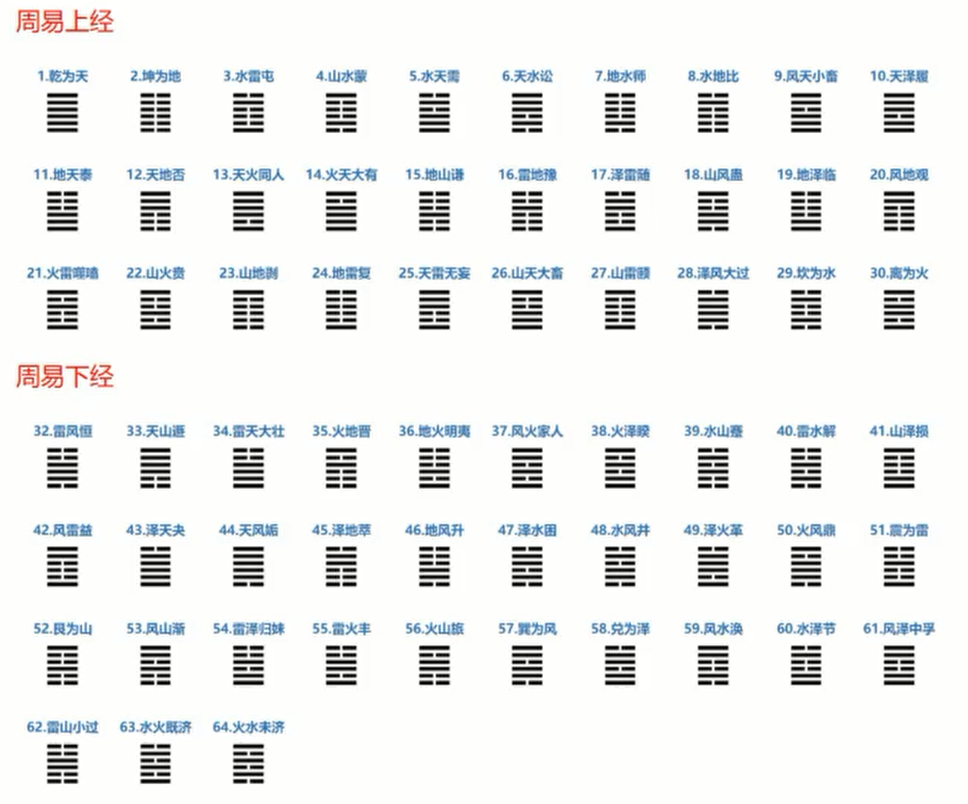 周易上经
1.乾为天 2.坤为地 3.水雷屯 4.山水蒙 5.水天需 6.天水讼 7.地水师 8.水地比 9.风天小畜 10.天泽履
11.地天泰 12.天地否 13.天火同人 14.火天大有 15.地山谦 16.雷地豫 17.泽雷随 18.山风蛊 19.地泽临 20.风地观
21.火雷噬嗑 22.山火贲 23.山地剥 24.地雷复 25.天雷无妄 26.山天大畜 27.山雷颐 28.泽风大过 29.坎为水 30.离为火
周易下经
32.雷风恒 33.天山遁 34.雷天大壮 35.火地晋 36.地火明夷 37.风火家人 38.火泽睽 39.水山蹇 40.雷水解 41.山泽损
42.风雷益 43.泽天夬 44.天风姤 45.泽地萃 46.地风升 47.泽水困 48.水风井 49.泽火革 50.火风鼎 51.震为雷
52.艮为山 53.风山渐 54.雷泽归妹 55.雷火丰 56.火山旅 57.巽为风 58.兑为泽 59.风水涣 60.水泽节 61.风泽中孚
62.雷山小过 63.水火既济 64.火水未济